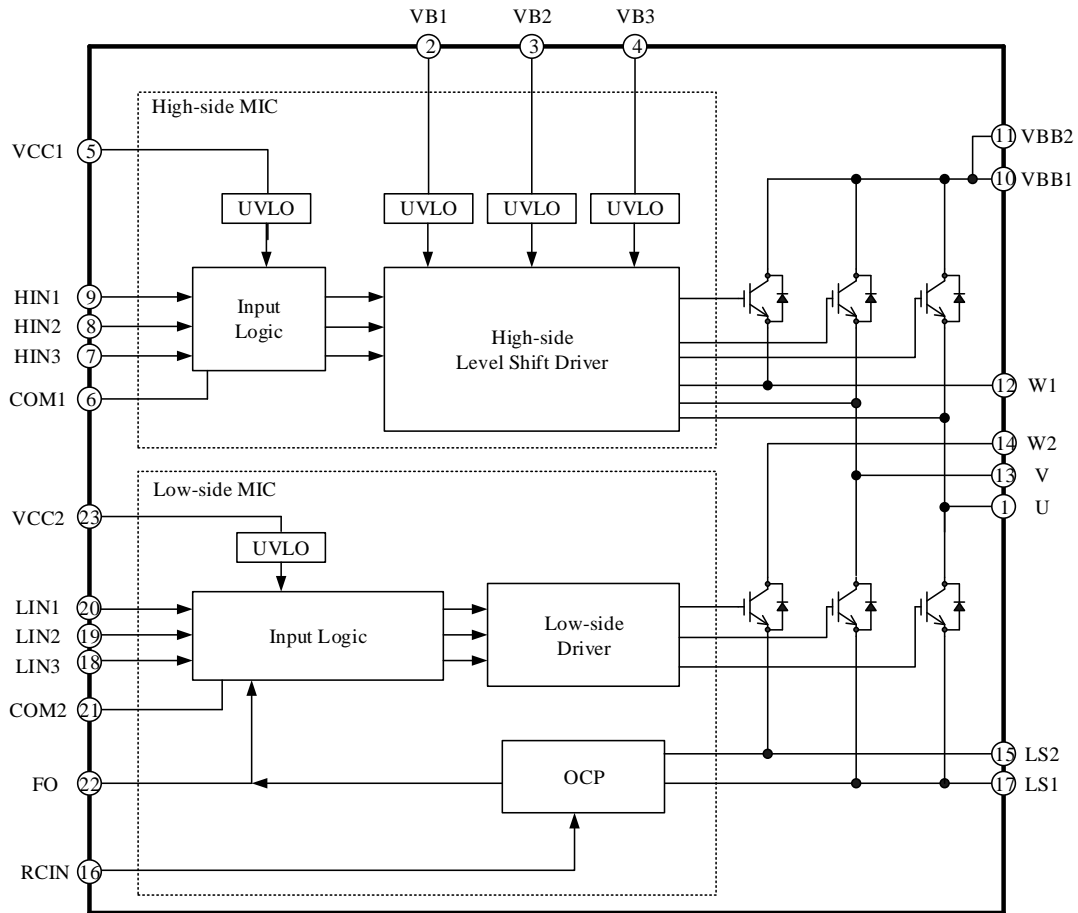 VB1 VB2 VB3
2 3 4
High-side MIC
11 VBB2
VCC1 5
10 VBB1
UVLO UVLO UVLO UVLO
HIN1 9
HIN2 8
HIN3 7
COM1 6
Input
Logic
High-side
Level Shift Driver
12 W1
14 W2
13 V
1 U
Low-side MIC
VCC2 23
UVLO
LIN1 20
LIN2 19
LIN3 18
COM2 21
Input Logic
Low-side
Driver
15 LS2
17 LS1
OCP
FO 22
RCIN 16